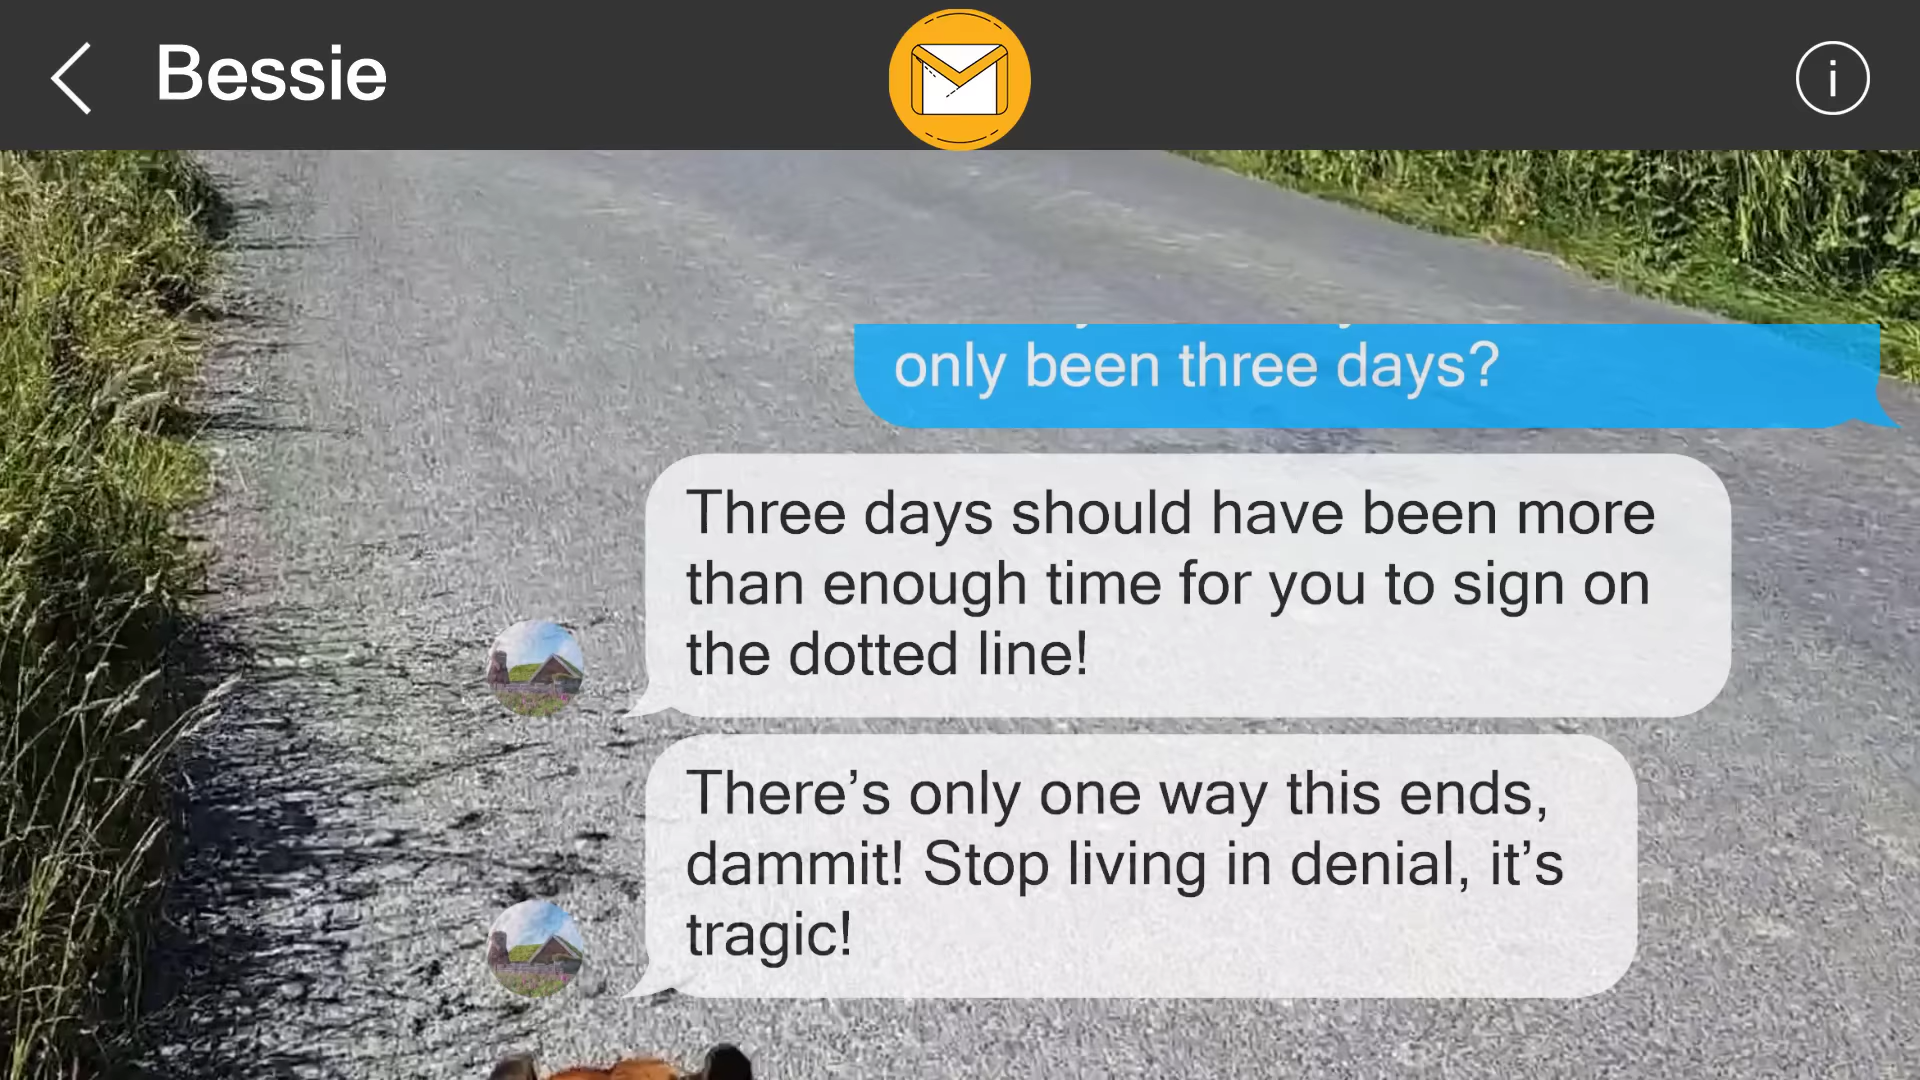 Bessie
only been three days?
Three days should have been more
than enough time for you to sign on
the dotted line!
There’s only one way this ends,
dammit! Stop living in denial, it’s
tragic!